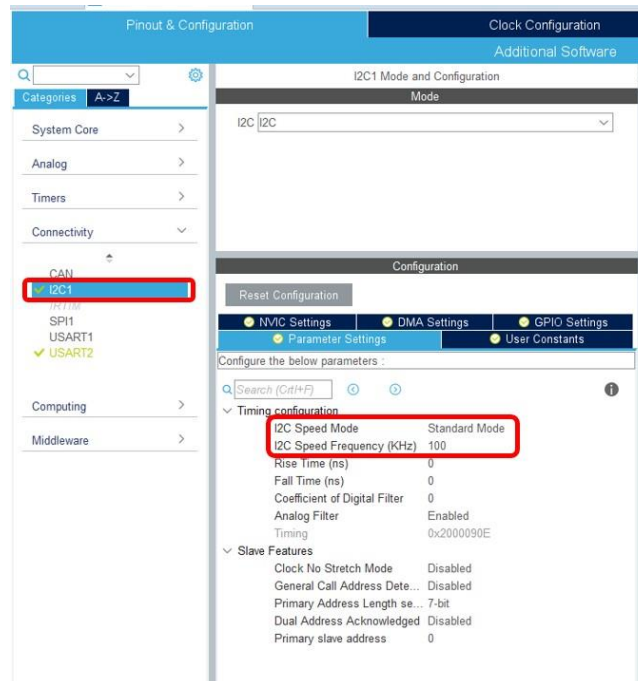 Pinout & Configuration
Clock Configuration
Additional Software
Categories A->Z
System Core
Analog
Timers
Connectivity
CAN
I2C1
IRTIM
SPI1
USART1
USART2
Computing
Middleware
I2C1 Mode and Configuration
Mode
I2C I2C
Configuration
Reset Configuration
NVIC Settings DMA Settings GPIO Settings
Parameter Settings User Constants
Configure the below parameters :
Search (Crtl+F)
Timing configuration
I2C Speed Mode Standard Mode
I2C Speed Frequency (KHz) 100
Rise Time (ns) 0
Fall Time (ns) 0
Coefficient of Digital Filter 0
Analog Filter Enabled
Timing 0x2000090E
Slave Features
Clock No Stretch Mode Disabled
General Call Address Dete... Disabled
Primary Address Length se... 7-bit
Dual Address Acknowledged Disabled
Primary slave address 0